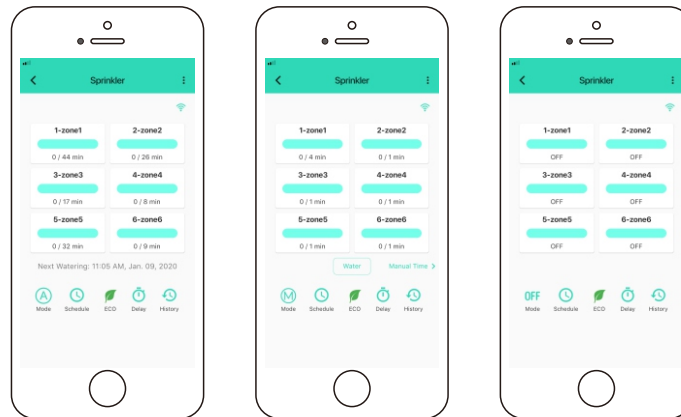 Sprinkler
1-zone1 2-zone2
0 / 44 min 0 / 26 min
3-zone3 4-zone4
0 / 17 min 0 / 8 min
5-zone5 6-zone6
0 / 32 min 0 / 9 min
Next Watering: 11:05 AM, Jan. 09, 2020
A
Mode Schedule ECO Delay History
Sprinkler
1-zone1 2-zone2
0 / 4 min 0 / 1 min
3-zone3 4-zone4
0 / 1 min 0 / 1 min
5-zone5 6-zone6
0 / 1 min 0 / 1 min
Water Manual Time >
M
Mode Schedule ECO Delay History
Sprinkler
1-zone1 2-zone2
OFF OFF
3-zone3 4-zone4
OFF OFF
5-zone5 6-zone6
OFF OFF
OFF
Mode Schedule ECO Delay History